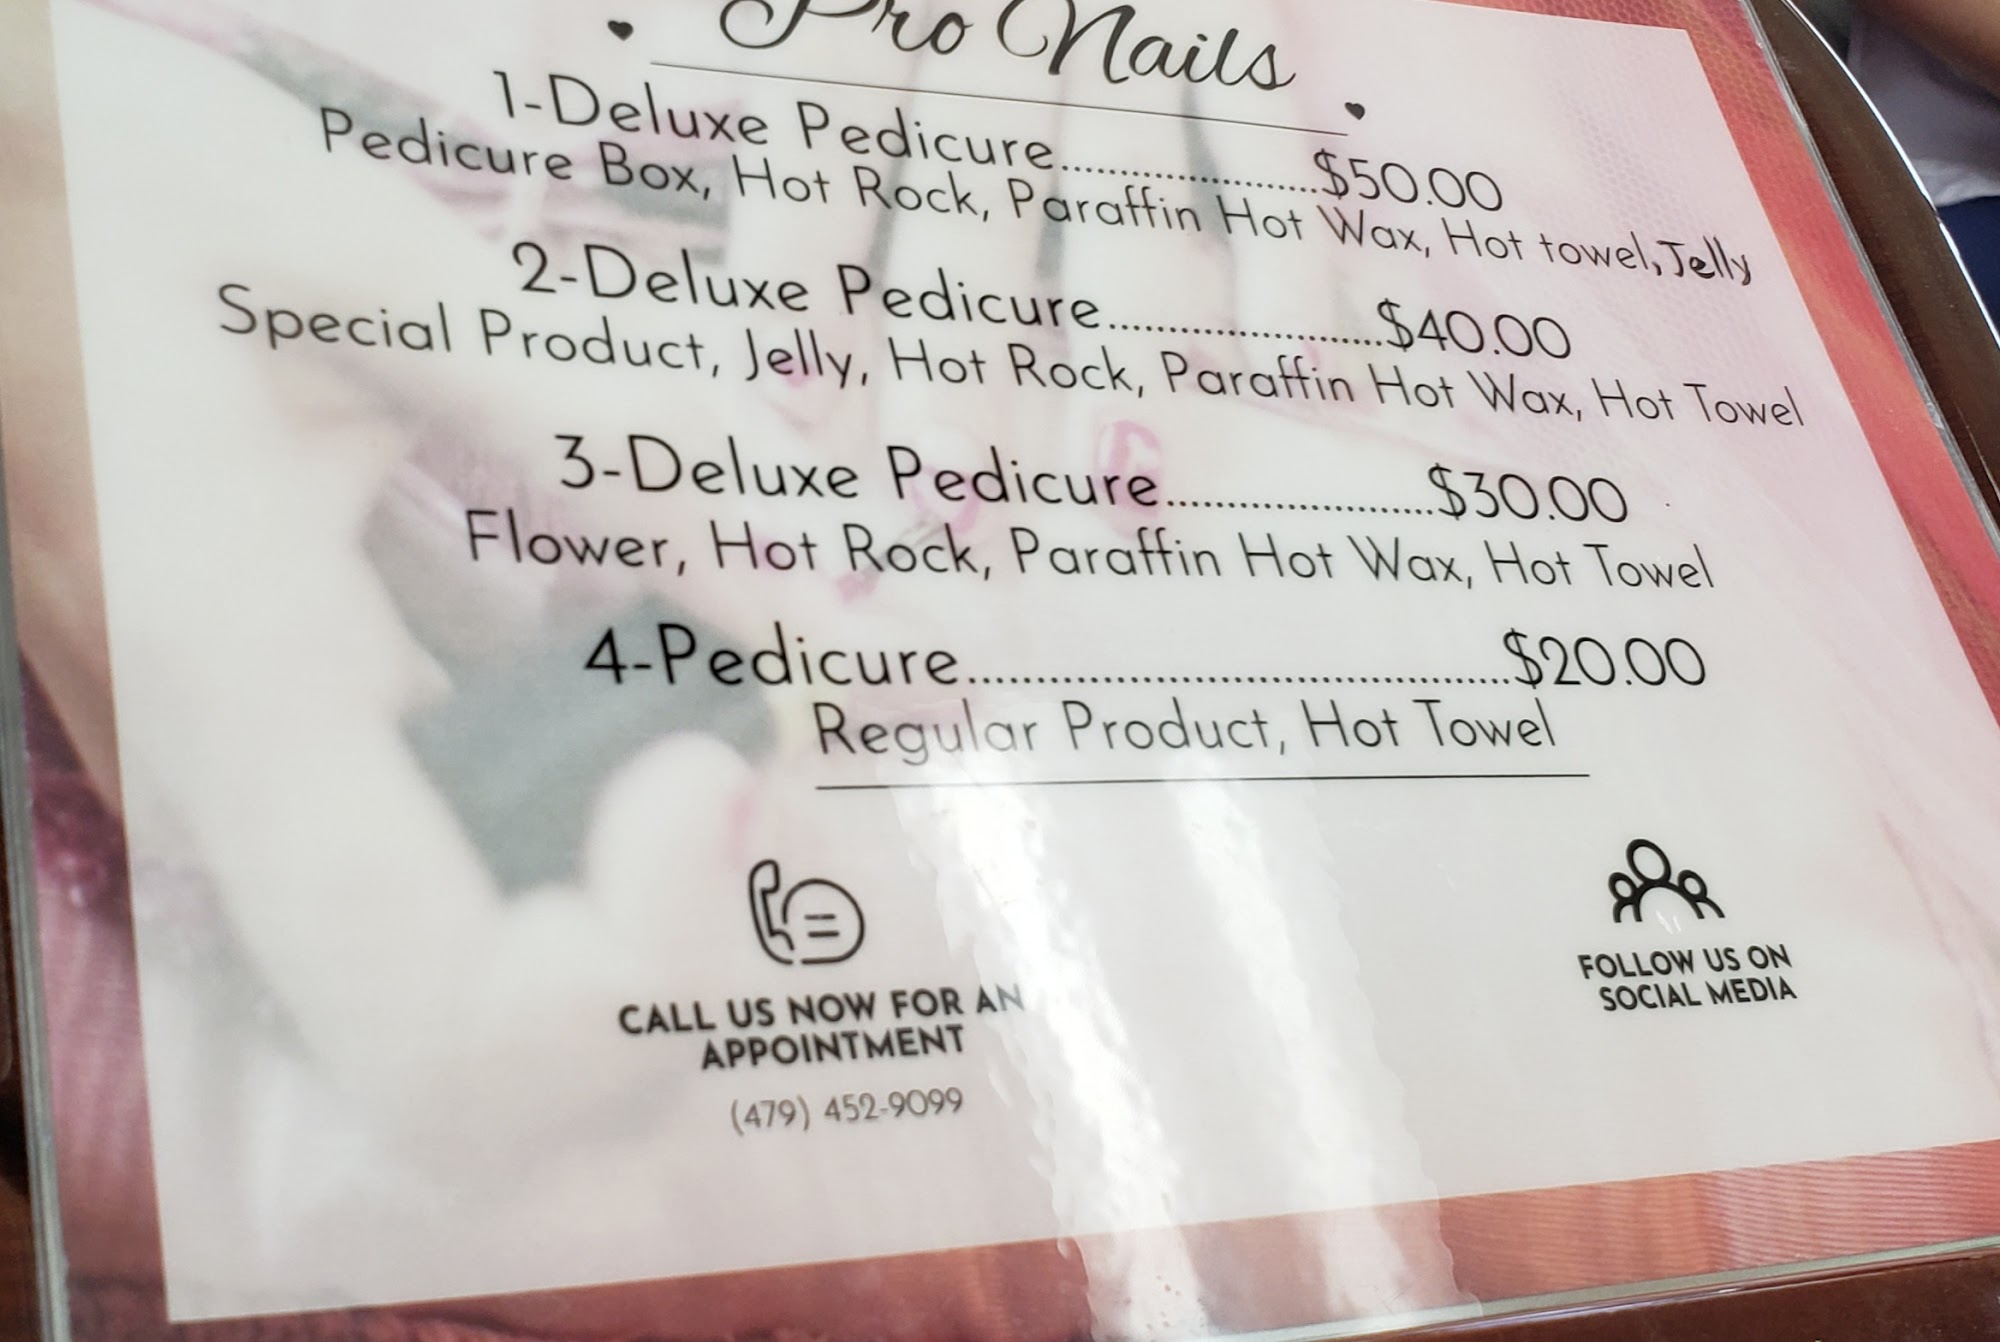 Pro Nails
1-Deluxe Pedicure......................$50.00
Pedicure Box, Hot Rock, Paraffin Hot Wax, Hot towel, Jelly
2-Deluxe Pedicure.......................$40.00
Special Product, Jelly, Hot Rock, Paraffin Hot Wax, Hot Towel
3-Deluxe Pedicure.......................$30.00
Flower, Hot Rock, Paraffin Hot Wax, Hot Towel
4-Pedicure..............................................$20.00
Regular Product, Hot Towel
CALL US NOW FOR AN
APPOINTMENT
(479) 452-9099
FOLLOW US ON
SOCIAL MEDIA